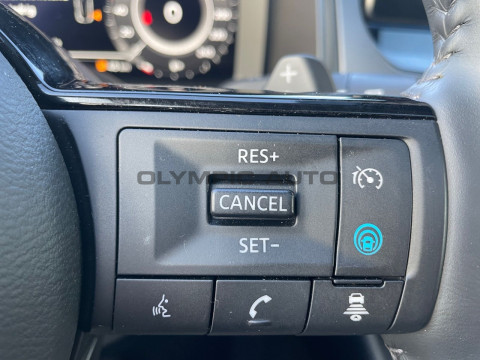 RES+
OLYMPIC AUTO
CANCEL
SET-
+